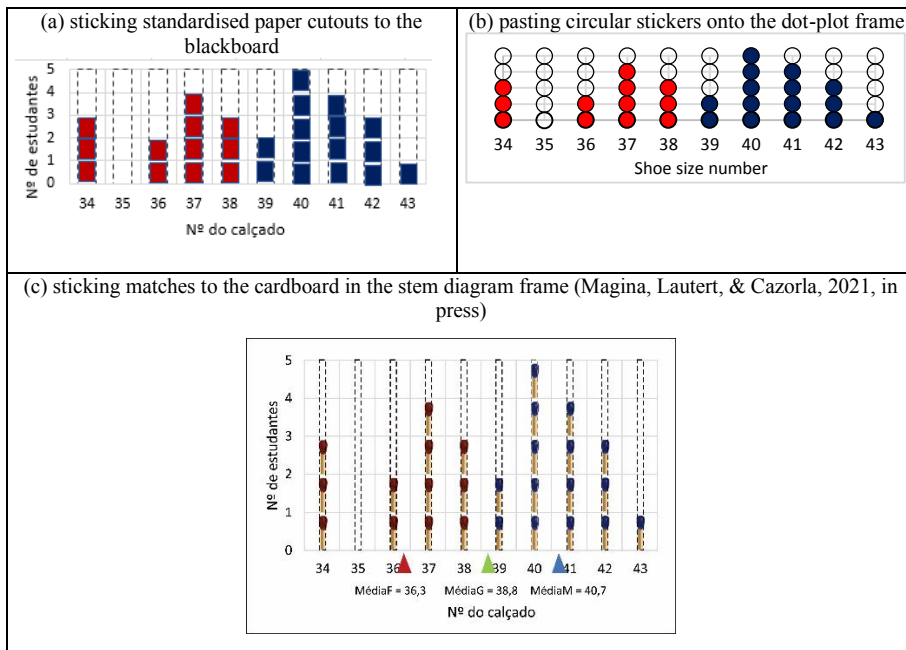 (a) sticking standardised paper cutouts to the
blackboard
5
4
3
2
1
0
Nº de estudantes
34 35 36 37 38 39 40 41 42 43
Nº do calçado
(b) pasting circular stickers onto the dot-plot frame
34 35 36 37 38 39 40 41 42 43
Shoe size number
(c) sticking matches to the cardboard in the stem diagram frame (Magina, Lautert, & Cazorla, 2021, in
press)
5
4
3
2
1
0
Nº de estudantes
34 35 36 37 38 39 40 41 42 43
MédiaF = 36,3 MédiaG = 38,8 MédiaM = 40,7
Nº do calçado